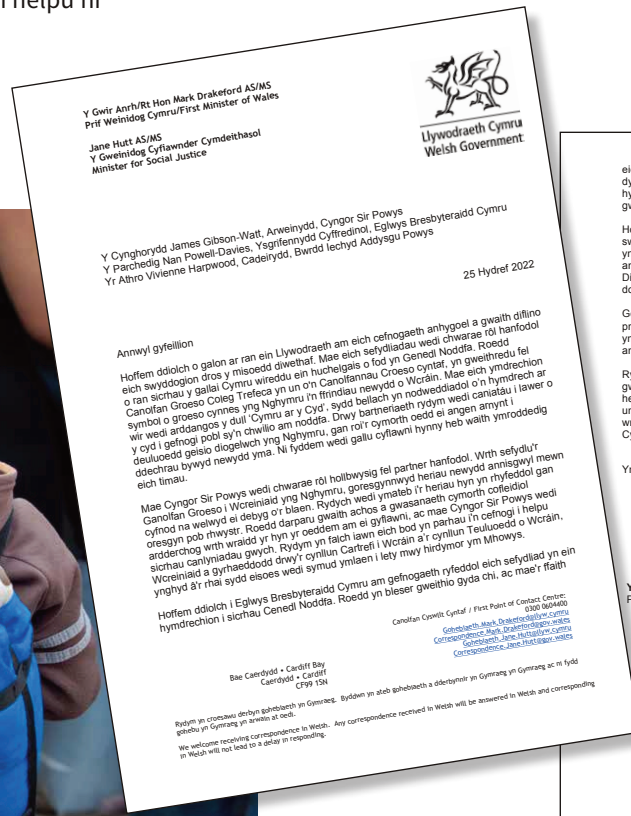 helpu ni
Y Gwir Anrh/Rt Hon Mark Drakeford AS/MS
Prif Weinidog Cymru/First Minister of Wales
Jane Hutt AS/MS
Y Gweinidog Cyfiawnder Cymdeithasol
Minister for Social Justice
Llywodraeth Cymru
Welsh Government
Y Cynghorydd James Gibson-Watt, Arweinydd, Cyngor Sir Powys
Y Parchedig Nan Powell-Davies, Ysgrifennydd Cyffredinol, Eglwys Bresbyteraidd Cymru
Yr Athro Vivienne Harpwood, Cadeirydd, Bwrdd Iechyd Addysgu Powys
25 Hydref 2022
Annwyl gyfeillion
Hoffem ddiolch o galon ar ran ein Llywodraeth am eich cefnogaeth anhygoel a gwaith diflino
eich swyddogion dros y misoedd diwethaf. Mae eich sefydliadau wedi chwarae rôl hanfodol
o ran sicrhau y gallai Cymru wireddu ein huchelgais o fod yn Genedl Noddfa. Roedd
Canolfan Groeso Coleg Trefeca yn un o'n Canolfannau Croeso cyntaf, yn gweithredu fel
symbol o groeso cynnes yng Nghymru i'n ffrindiau newydd o Wcráin. Mae eich ymdrechion
wir wedi arddangos y dull 'Cymru ar y Cyd', sydd bellach yn nodweddiadol o'n hymdrech ar
y cyd i gefnogi pobl sy'n chwilio am noddfa. Drwy bartneriaeth rydym wedi caniatáu i lawer o
deuluoedd geisio diogelwch yng Nghymru, gan roi'r cymorth oedd ei angen arnynt i
ddechrau bywyd newydd yma. Ni fyddem wedi gallu cyflawni hynny heb waith ymroddedig
eich timau.
Mae Cyngor Sir Powys wedi chwarae rôl hollbwysig fel partner hanfodol. Wrth sefydlu'r
Ganolfan Groeso i Wcreiniaid yng Nghymru, goresgynnwyd heriau newydd annisgwyl mewn
cyfnod na welwyd ei debyg o'r blaen. Rydych wedi ymateb i'r heriau hyn yn rhyfeddol gan
oresgyn pob rhwystr. Roedd darparu gwaith achos a gwasanaeth cymorth cofleidiol
ardderchog wrth wraidd yr hyn yr oeddem am ei gyflawni, ac mae Cyngor Sir Powys wedi
sicrhau canlyniadau gwych. Rydym yn falch iawn eich bod yn parhau i'n cefnogi i helpu
Wcreiniaid a gyrhaeddodd drwy'r cynllun Cartrefi i Wcráin a'r cynllun Teuluoedd o Wcráin,
ynghyd â'r rhai sydd eisoes wedi symud ymlaen i lety mwy hirdymor ym Mhowys.
Hoffem ddiolch i Eglwys Bresbyteraidd Cymru am gefnogaeth ryfeddol eich sefydliad yn ein
hymdrechion i sicrhau Cenedl Noddfa. Roedd yn bleser gweithio gyda chi, ac mae'r ffaith
Canolfan Cyswllt Cyntaf / First Point of Contact Centre:
0300 0604400
Gohebiaeth.Mark.Drakeford@llyw.cymru
Correspondence.Mark.Drakeford@gov.wales
Gohebiaeth.Jane.Hutt@llyw.cymru
Correspondence.Jane.Hutt@gov.wales
Bae Caerdydd • Cardiff Bay
Caerdydd • Cardiff
CF99 1SN
Rydym yn croesawu derbyn gohebiaeth yn Gymraeg. Byddwn yn ateb gohebiaeth a dderbynnir yn Gymraeg yn Gymraeg ac ni fydd
gohebu yn Gymraeg yn arwain at oedi.
We welcome receiving correspondence in Welsh. Any correspondence received in Welsh will be answered in Welsh and corresponding
in Welsh will not lead to a delay in responding.